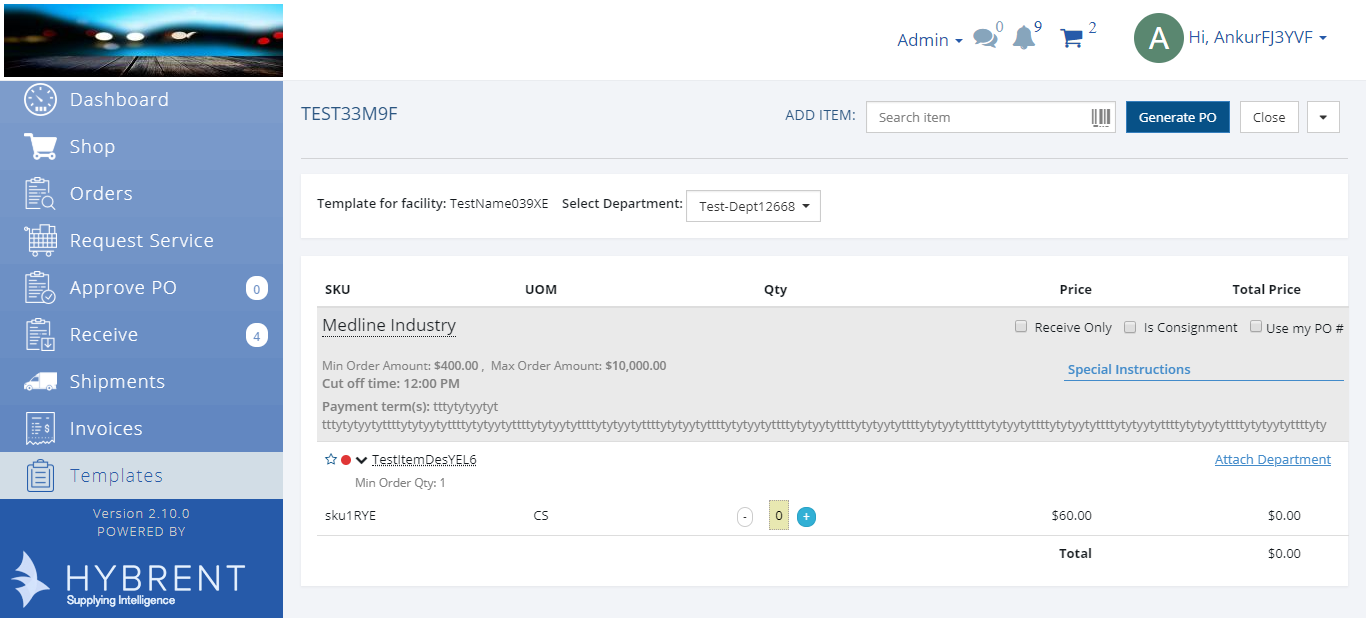 Admin
0
9
2
A
Hi, AnkurFJ3YVF
Dashboard
Shop
Orders
Request Service
Approve PO 0
Receive 4
Shipments
Invoices
Templates
Version 2.10.0
POWERED BY
HYBRENT
Supplying Intelligence
TEST33M9F
ADD ITEM: Search item Generate PO Close
Template for facility: TestName039XE Select Department: Test-Dept12668
SKU UOM Qty Price Total Price
Medline Industry Receive Only Is Consignment Use my PO #
Min Order Amount: $400.00 , Max Order Amount: $10,000.00
Special Instructions
Cut off time: 12:00 PM
Payment term(s): tttytytyytyt
TestItemDesYEL6 Attach Department
Min Order Qty: 1
sku1RYE CS - 0 + $60.00 $0.00
Total $0.00